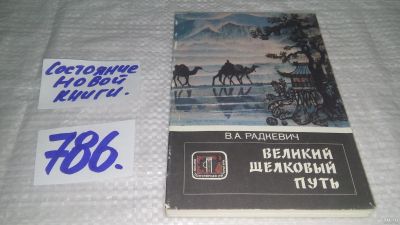 Состояние
новой
книги.
786.
В.А. РАДКЕВИЧ
ВЕЛИКИЙ
ШЕЛКОВЫЙ
ПУТЬ